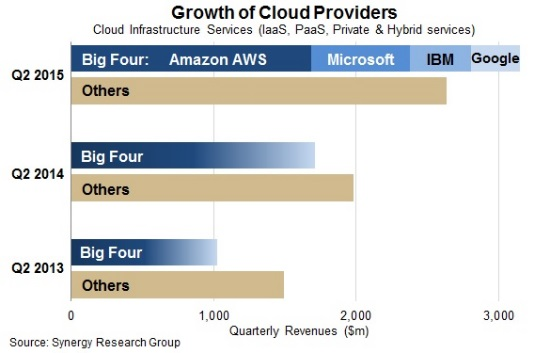 Growth of Cloud Providers
Cloud Infrastructure Services (IaaS, PaaS, Private & Hybrid services)
Q2 2015
Big Four: Amazon AWS Microsoft IBM Google
Others
Q2 2014
Big Four
Others
Q2 2013
Big Four
Others
0 1,000 2,000 3,000
Quarterly Revenues ($m)
Source: Synergy Research Group